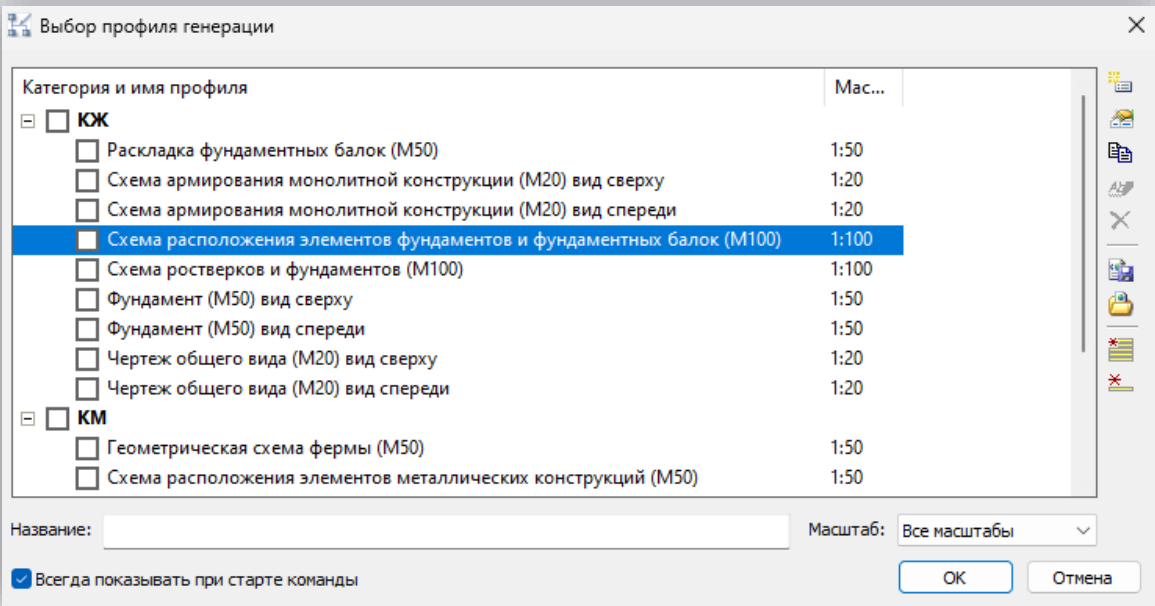 Выбор профиля генерации
Категория и имя профиля Мас...
КЖ
Раскладка фундаментных балок (М50) 1:50
Схема армирования монолитной конструкции (М20) вид сверху 1:20
Схема армирования монолитной конструкции (М20) вид спереди 1:20
Схема расположения элементов фундаментов и фундаментных балок (М100) 1:100
Схема ростверков и фундаментов (М100) 1:100
Фундамент (М50) вид сверху 1:50
Фундамент (М50) вид спереди 1:50
Чертеж общего вида (М20) вид сверху 1:20
Чертеж общего вида (М20) вид спереди 1:20
КМ
Геометрическая схема фермы (М50) 1:50
Схема расположения элементов металлических конструкций (М50) 1:50
Название: Масштаб: Все масштабы
Всегда показывать при старте команды ОК Отмена